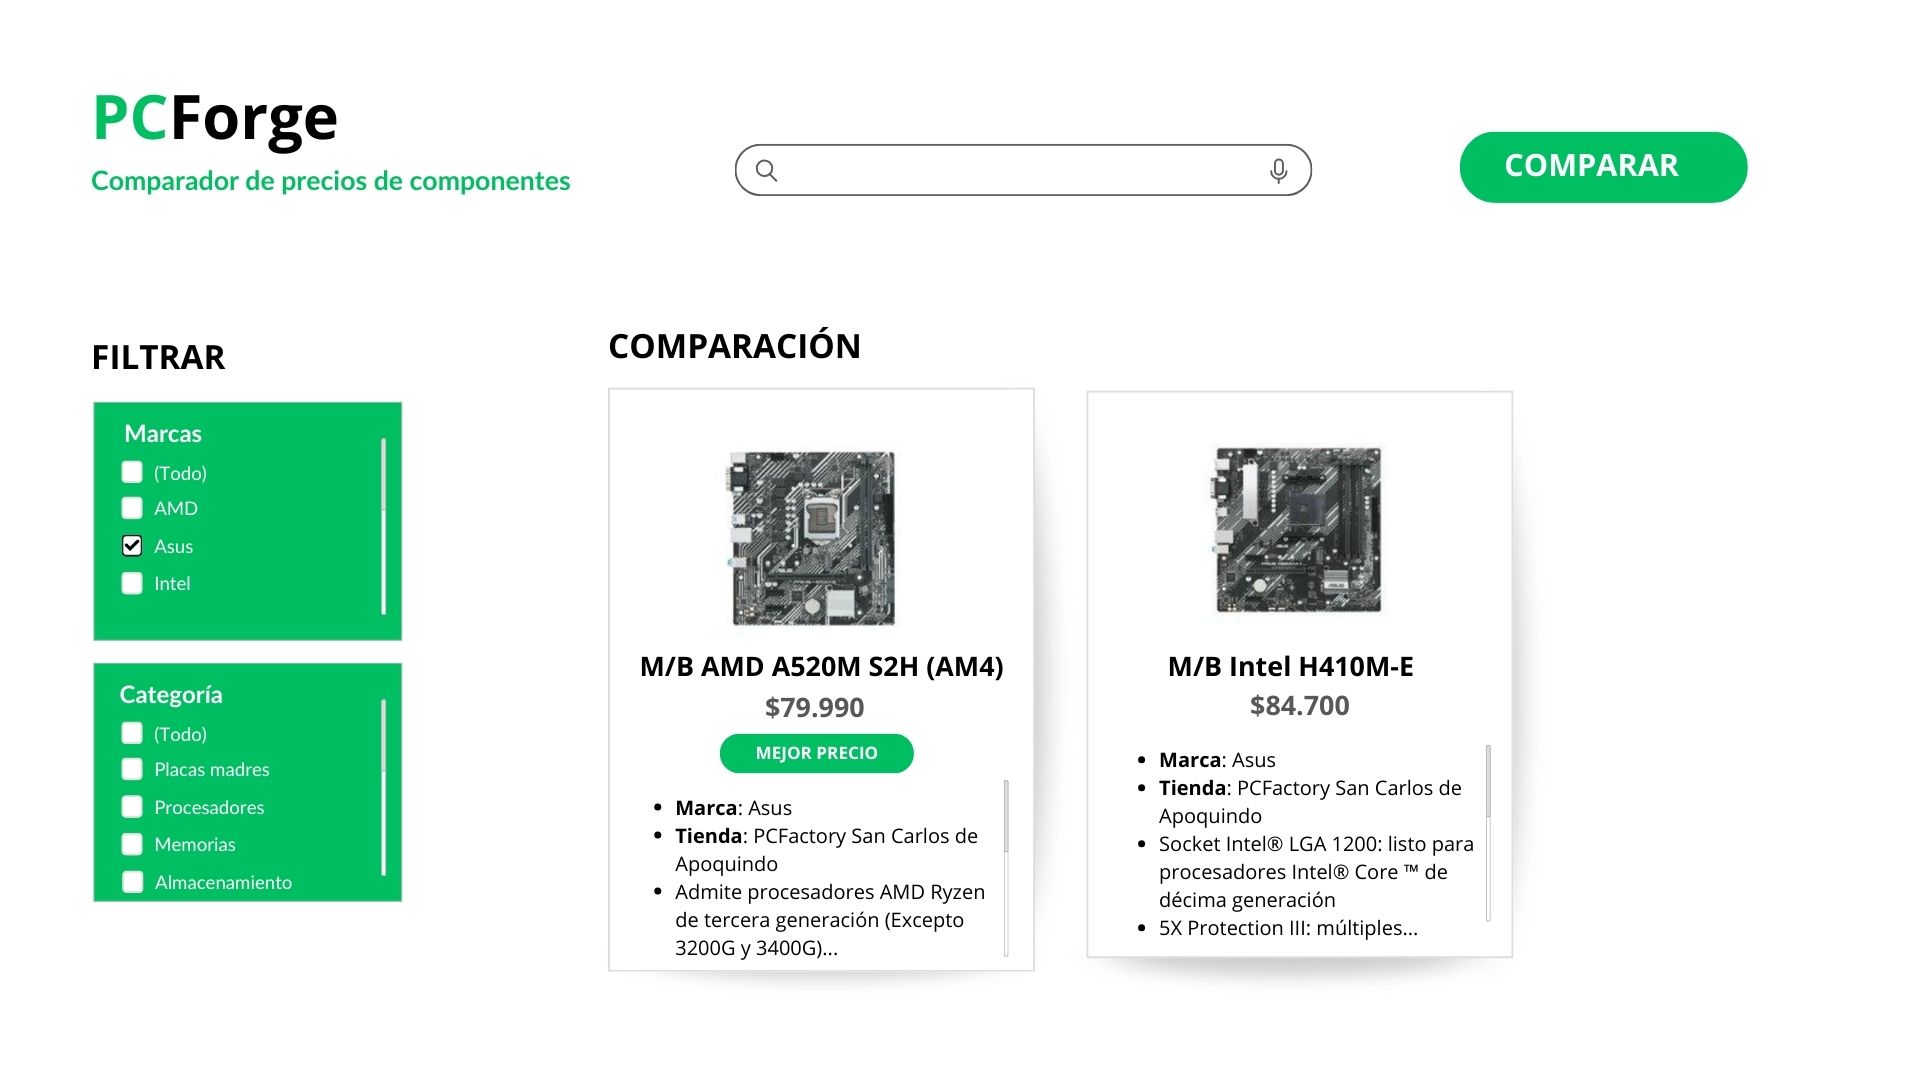 PCForge
Comparador de precios de componentes
COMPARAR
FILTRAR
Marcas
(Todo)
AMD
Asus
Intel
Categoría
(Todo)
Placas madres
Procesadores
Memorias
Almacenamiento
COMPARACIÓN
M/B AMD A520M S2H (AM4)
$79.990
MEJOR PRECIO
• Marca: Asus
• Tienda: PCFactory San Carlos de
Apoquindo
• Admite procesadores AMD Ryzen
de tercera generación (Excepto
3200G y 3400G)...
M/B Intel H410M-E
$84.700
• Marca: Asus
• Tienda: PCFactory San Carlos de
Apoquindo
• Socket Intel® LGA 1200: listo para
procesadores Intel® Core ™ de
décima generación
• 5X Protection III: múltiples...